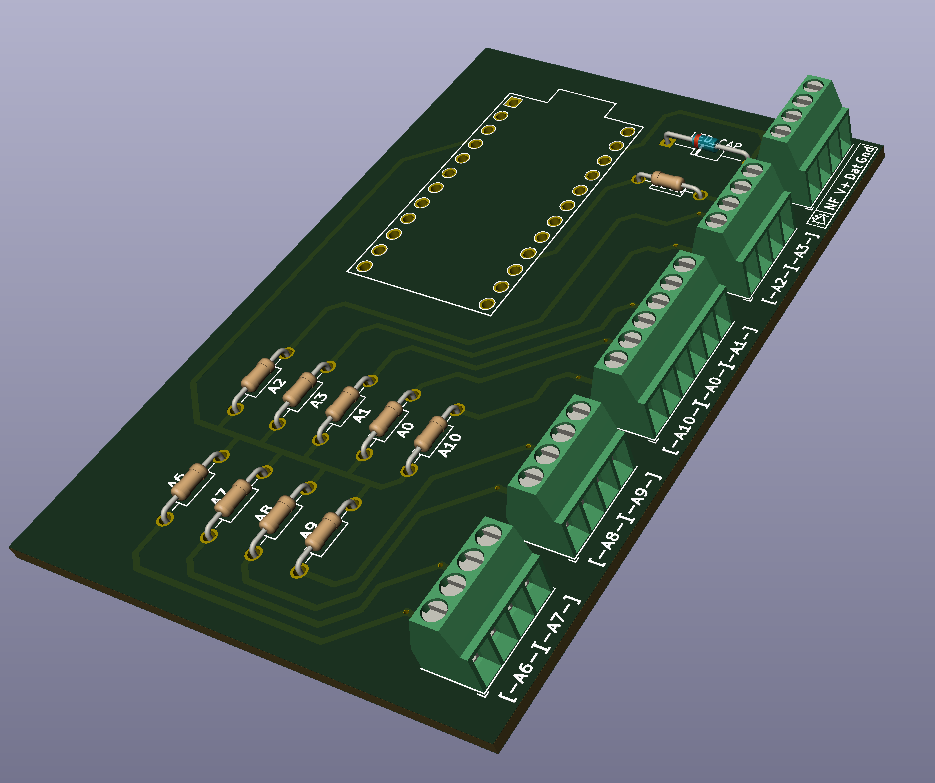 CAP
NF V+ Dat Gnd
[-A2-I-A3-]
[-A10-I-A0-I-A1-]
[-A8-I-A9-]
[-A6-I-A7-]
A2
A3
A1
A0
A10
A6
A7
A8
A9